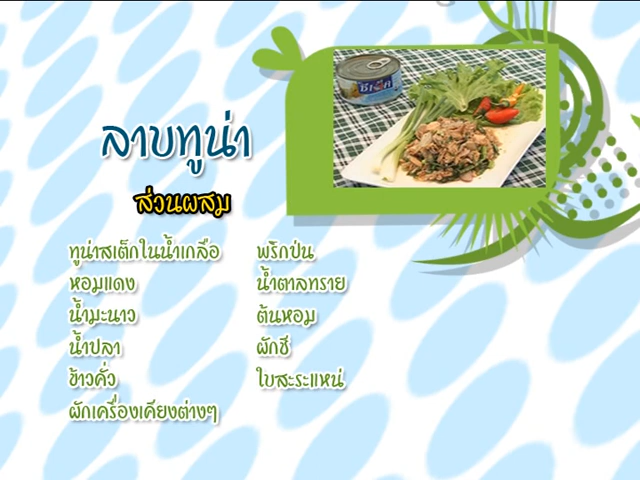 ลาบทูน่า
ส่วนผสม
ทูน่าสเต็กในน้ำเกลือ
หอมแดง
น้ำมะนาว
น้ำปลา
ข้าวคั่ว
ผักเครื่องเคียงต่างๆ
พริกป่น
น้ำตาลทราย
ต้นหอม
ผักชี
ใบสะระแหน่
ซีเล็ค